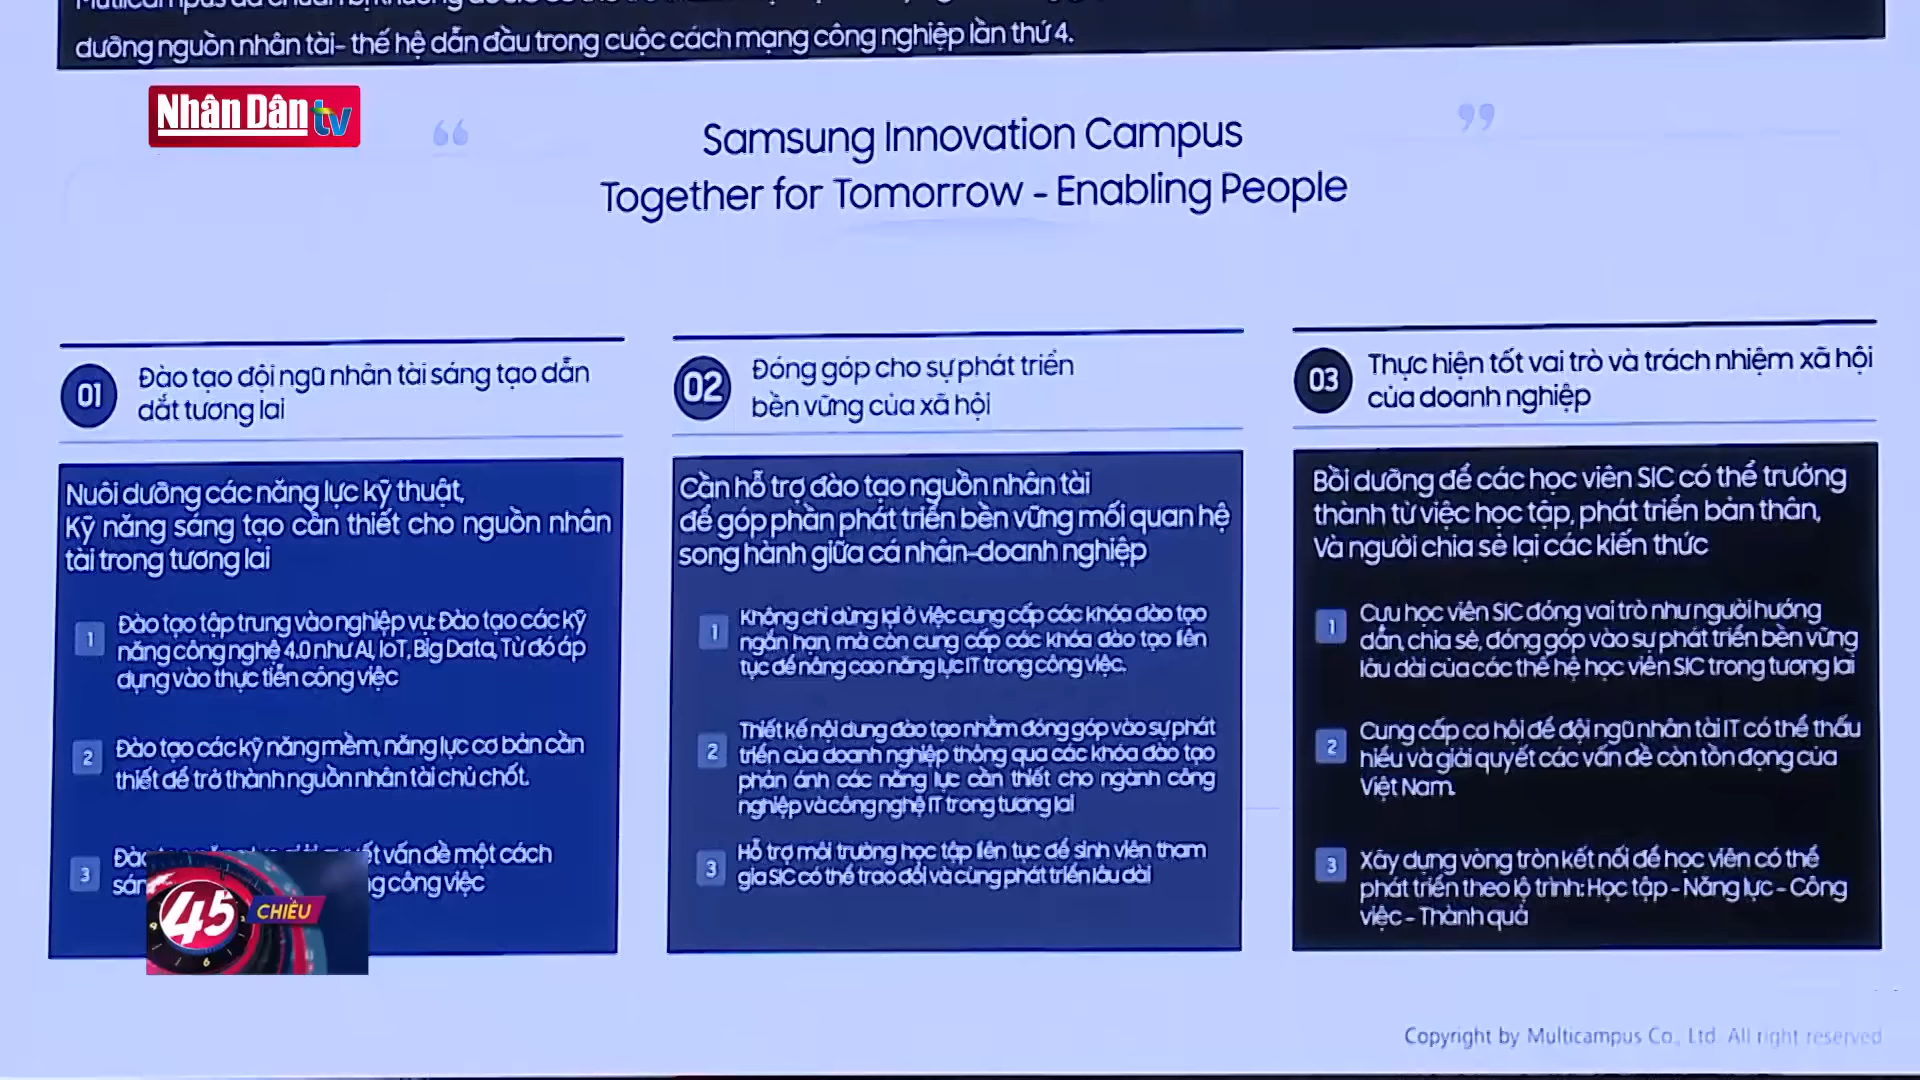 dưỡng nguồn nhân tài- thế hệ dẫn đầu trong cuộc cách mạng công nghiệp lần thứ 4.
Nhân Dân tv
Samsung Innovation Campus
Together for Tomorrow - Enabling People
01
Đào tạo đội ngũ nhân tài sáng tạo dẫn
dắt tương lai
Nuôi dưỡng các năng lực kỹ thuật,
Kỹ năng sáng tạo cần thiết cho nguồn nhân
tài trong tương lai
1 Đào tạo tập trung vào nghiệp vụ: Đào tạo các kỹ
năng công nghệ 4.0 như AI, IoT, Big Data, Từ đó áp
dụng vào thực tiễn công việc
2 Đào tạo các kỹ năng mềm, năng lực cơ bản cần
thiết để trở thành nguồn nhân tài chủ chốt.
3 vấn đề một cách
công việc
02
Đóng góp cho sự phát triển
bền vững của xã hội
Cần hỗ trợ đào tạo nguồn nhân tài
để góp phần phát triển bền vững mối quan hệ
song hành giữa cá nhân-doanh nghiệp
1 Không chỉ dừng lại ở việc cung cấp các khóa đào tạo
ngắn hạn, mà còn cung cấp các khóa đào tạo liên
tục để nâng cao năng lực IT trong công việc.
2 Thiết kế nội dung đào tạo nhằm đóng góp vào sự phát
triển của doanh nghiệp thông qua các khóa đào tạo
phản ánh các năng lực cần thiết cho ngành công
nghiệp và công nghệ IT trong tương lai
3 Hỗ trợ môi trường học tập liên tục để sinh viên tham
gia SIC có thể trao đổi và cùng phát triển lâu dài
03
Thực hiện tốt vai trò và trách nhiệm xã hội
của doanh nghiệp
Bồi dưỡng để các học viên SIC có thể trưởng
thành từ việc học tập, phát triển bản thân,
Và người chia sẻ lại các kiến thức
1 Cựu học viên SIC đóng vai trò như người hướng
dẫn, chia sẻ, đóng góp vào sự phát triển bền vững
lâu dài của các thế hệ học viên SIC trong tương lai
2 Cung cấp cơ hội để đội ngũ nhân tài IT có thể thấu
hiểu và giải quyết các vấn đề còn tồn đọng của
Việt Nam.
3 Xây dựng vòng tròn kết nối để học viên có thể
phát triển theo lộ trình: Học tập - Năng lực - Công
việc - Thành quả
45 CHIỀU
Copyright by Multicampus Co., Ltd. All right reserved